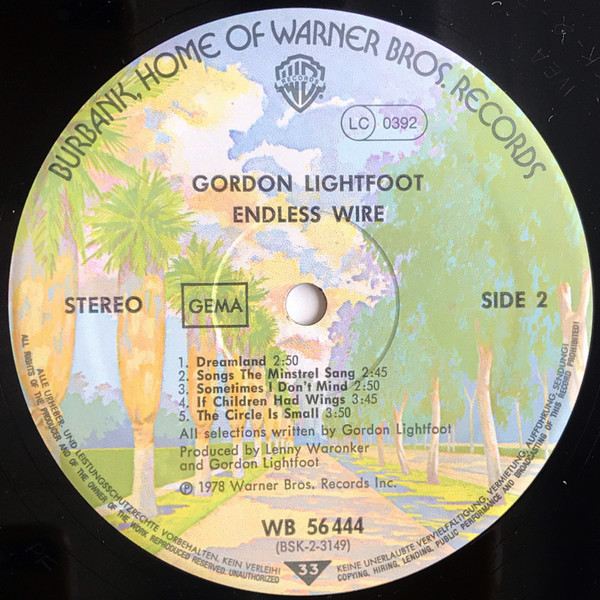 BURBANK, HOME OF WARNER BROS. RECORDS
RECORDS
LC 0392
GORDON LIGHTFOOT
ENDLESS WIRE
STEREO
GEMA
SIDE 2
1. Dreamland 2:50
2. Songs The Minstrel Sang 2:45
3. Sometimes I Don't Mind 2:50
4. If Children Had Wings 3:45
5. The Circle Is Small 3:50
All selections written by Gordon Lightfoot
Produced by Lenny Waronker
and Gordon Lightfoot
℗ 1978 Warner Bros. Records Inc.
WB 56 444
(BSK-2-3149)
33
ALLE URHEBER- UND LEISTUNGSSCHUTZRECHTE VORBEHALTEN. KEIN VERLEIH! KEINE UNERLAUBTE VERVIELFÄLTIGUNG, VERMIETUNG, AUFFÜHRUNG, SENDUNG!
ALL RIGHTS OF THE PRODUCER AND OF THE OWNER OF THE WORK REPRODUCED RESERVED. UNAUTHORIZED COPYING, HIRING, LENDING, PUBLIC PERFORMANCE AND BROADCASTING OF THIS RECORD PROHIBITED!